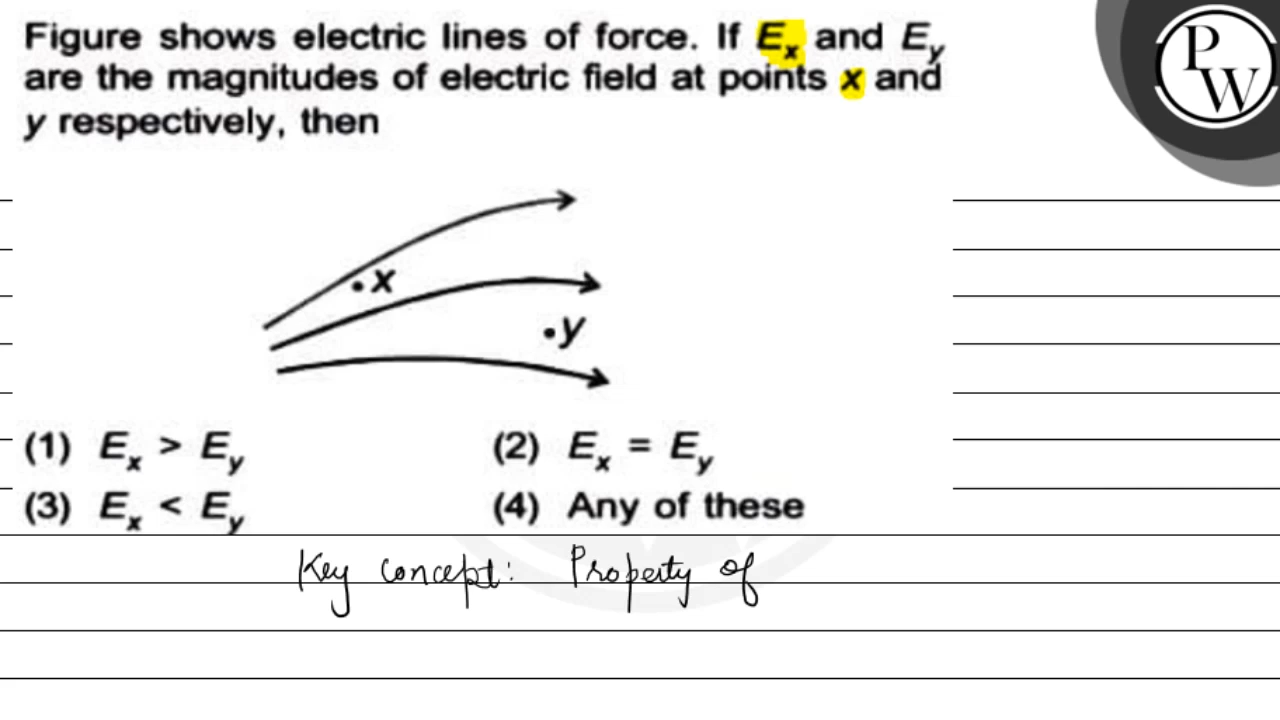 Figure shows electric lines of force. If Eₓ and Eᵧ
are the magnitudes of electric field at points x and
y respectively, then
P
W
.x
.y
(1) Eₓ > Eᵧ (2) Eₓ = Eᵧ
(3) Eₓ < Eᵧ (4) Any of these
Key concept: Property of